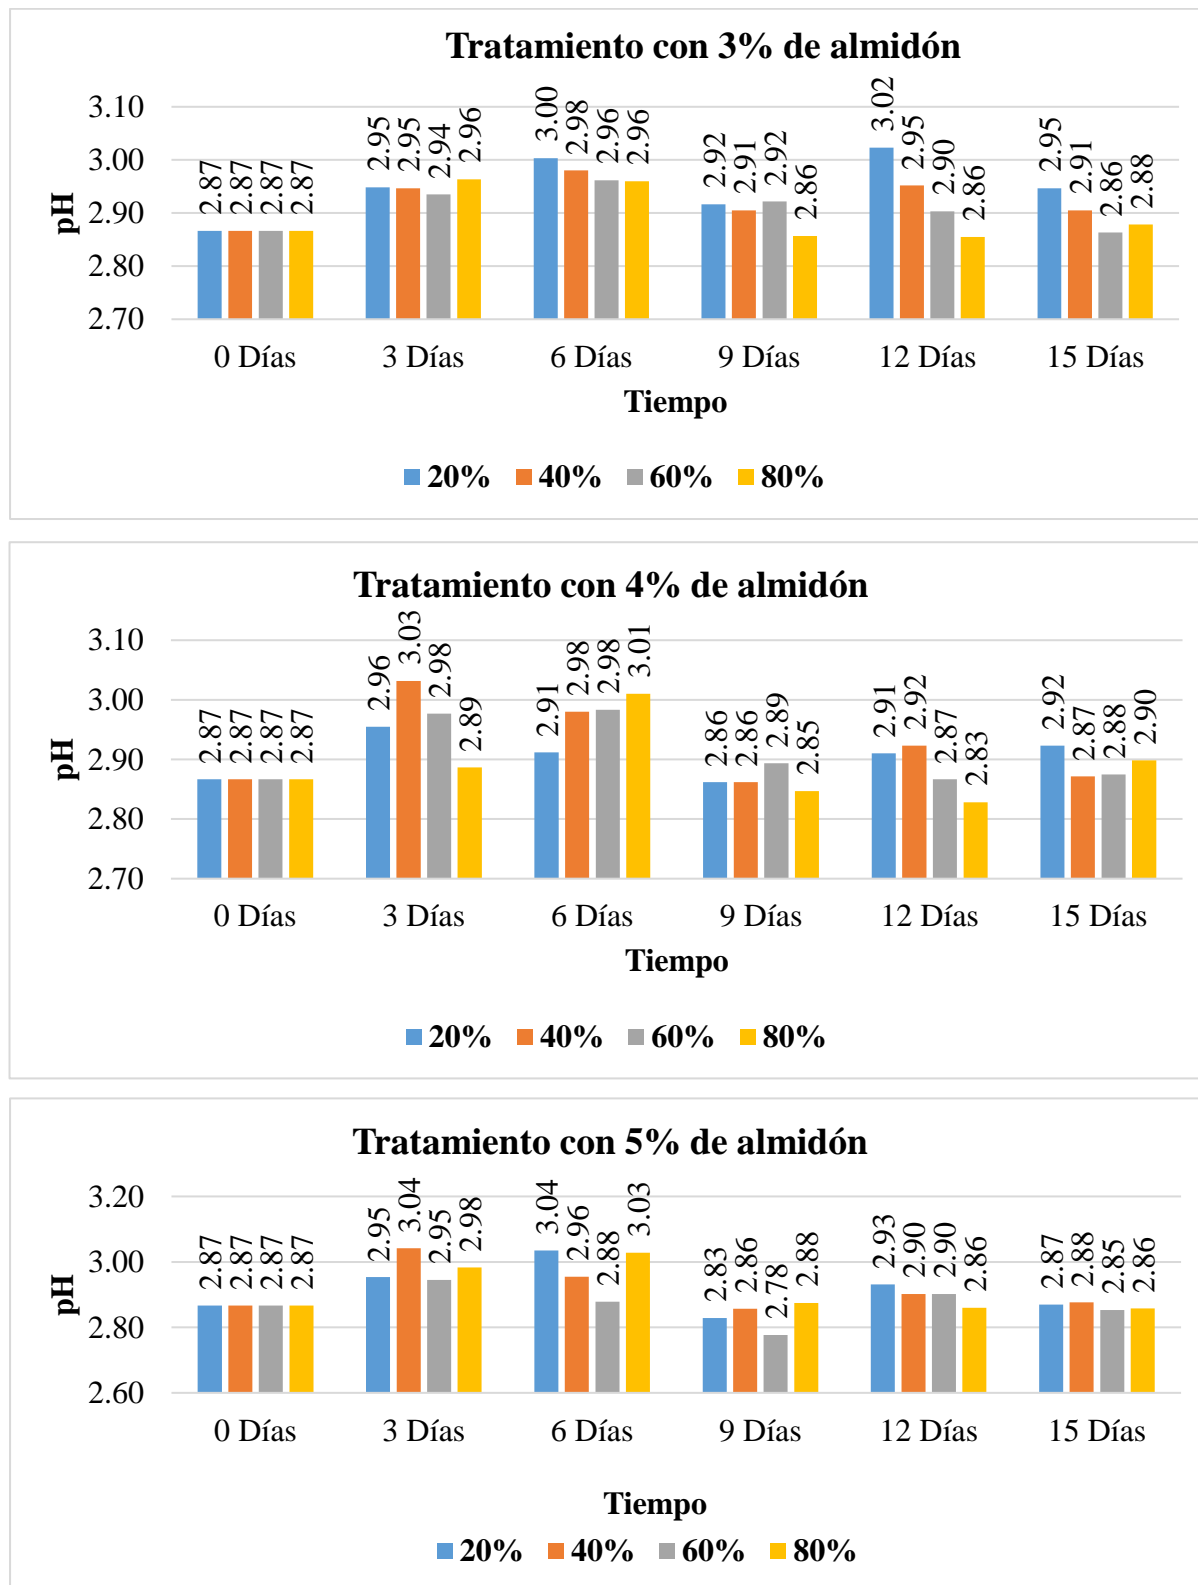 Tratamiento con 3% de almidón
3.10
3.00
2.90
2.80
2.70
pH
2.87 2.87 2.87 2.87
2.95 2.95 2.94 2.96
3.00 2.98 2.96 2.96
2.92 2.91 2.92 2.86
3.02 2.95 2.90 2.86
2.95 2.91 2.86 2.88
0 Días 3 Días 6 Días 9 Días 12 Días 15 Días
Tiempo
20% 40% 60% 80%
Tratamiento con 4% de almidón
3.10
3.00
2.90
2.80
2.70
pH
2.87 2.87 2.87 2.87
2.96 3.03 2.98 2.89
2.91 2.98 2.98 3.01
2.86 2.86 2.89 2.85
2.91 2.92 2.87 2.83
2.92 2.87 2.88 2.90
0 Días 3 Días 6 Días 9 Días 12 Días 15 Días
Tiempo
20% 40% 60% 80%
Tratamiento con 5% de almidón
3.20
3.00
2.80
2.60
pH
2.87 2.87 2.87 2.87
2.95 3.04 2.95 2.98
3.04 2.96 2.88 3.03
2.83 2.86 2.78 2.88
2.93 2.90 2.90 2.86
2.87 2.88 2.85 2.86
0 Días 3 Días 6 Días 9 Días 12 Días 15 Días
Tiempo
20% 40% 60% 80%